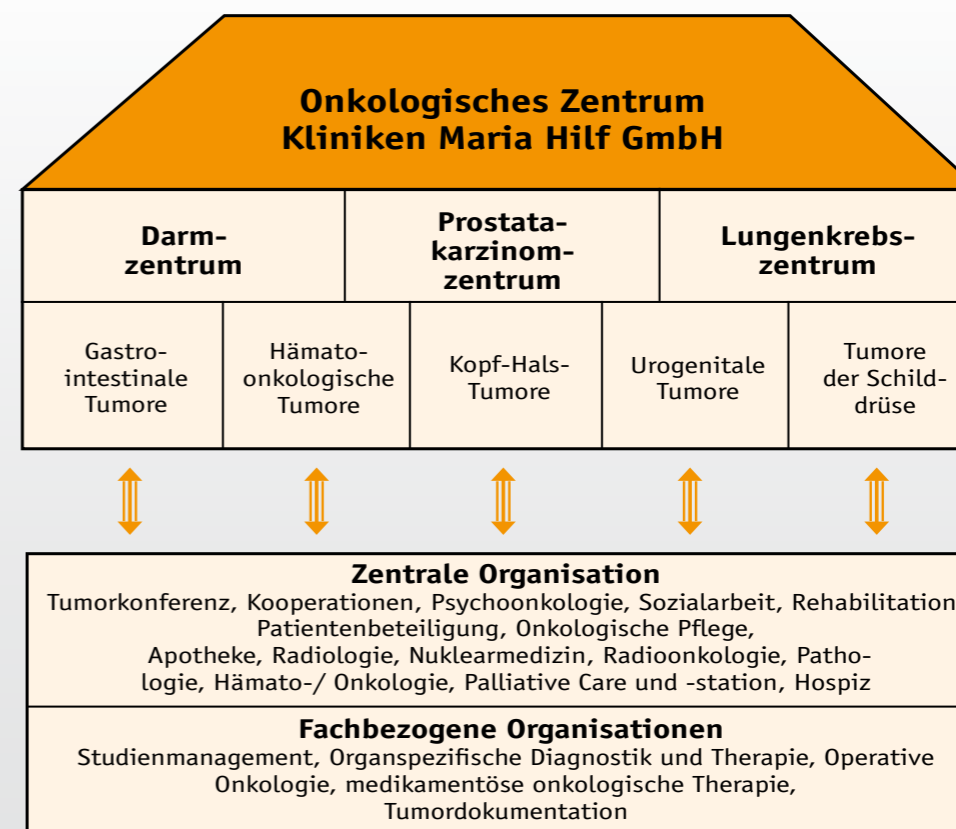 Onkologisches Zentrum
Kliniken Maria Hilf GmbH
Darm-
zentrum
Prostata-
karzinom-
zentrum
Lungenkrebs-
zentrum
Gastro-
intestinale
Tumore
Hämato-
onkologische
Tumore
Kopf-Hals-
Tumore
Urogenitale
Tumore
Tumore
der Schild-
drüse
Zentrale Organisation
Tumorkonferenz, Kooperationen, Psychoonkologie, Sozialarbeit, Rehabilitation
Patientenbeteiligung, Onkologische Pflege,
Apotheke, Radiologie, Nuklearmedizin, Radioonkologie, Patho-
logie, Hämato-/ Onkologie, Palliative Care und -station, Hospiz
Fachbezogene Organisationen
Studienmanagement, Organspezifische Diagnostik und Therapie, Operative
Onkologie, medikamentöse onkologische Therapie,
Tumordokumentation